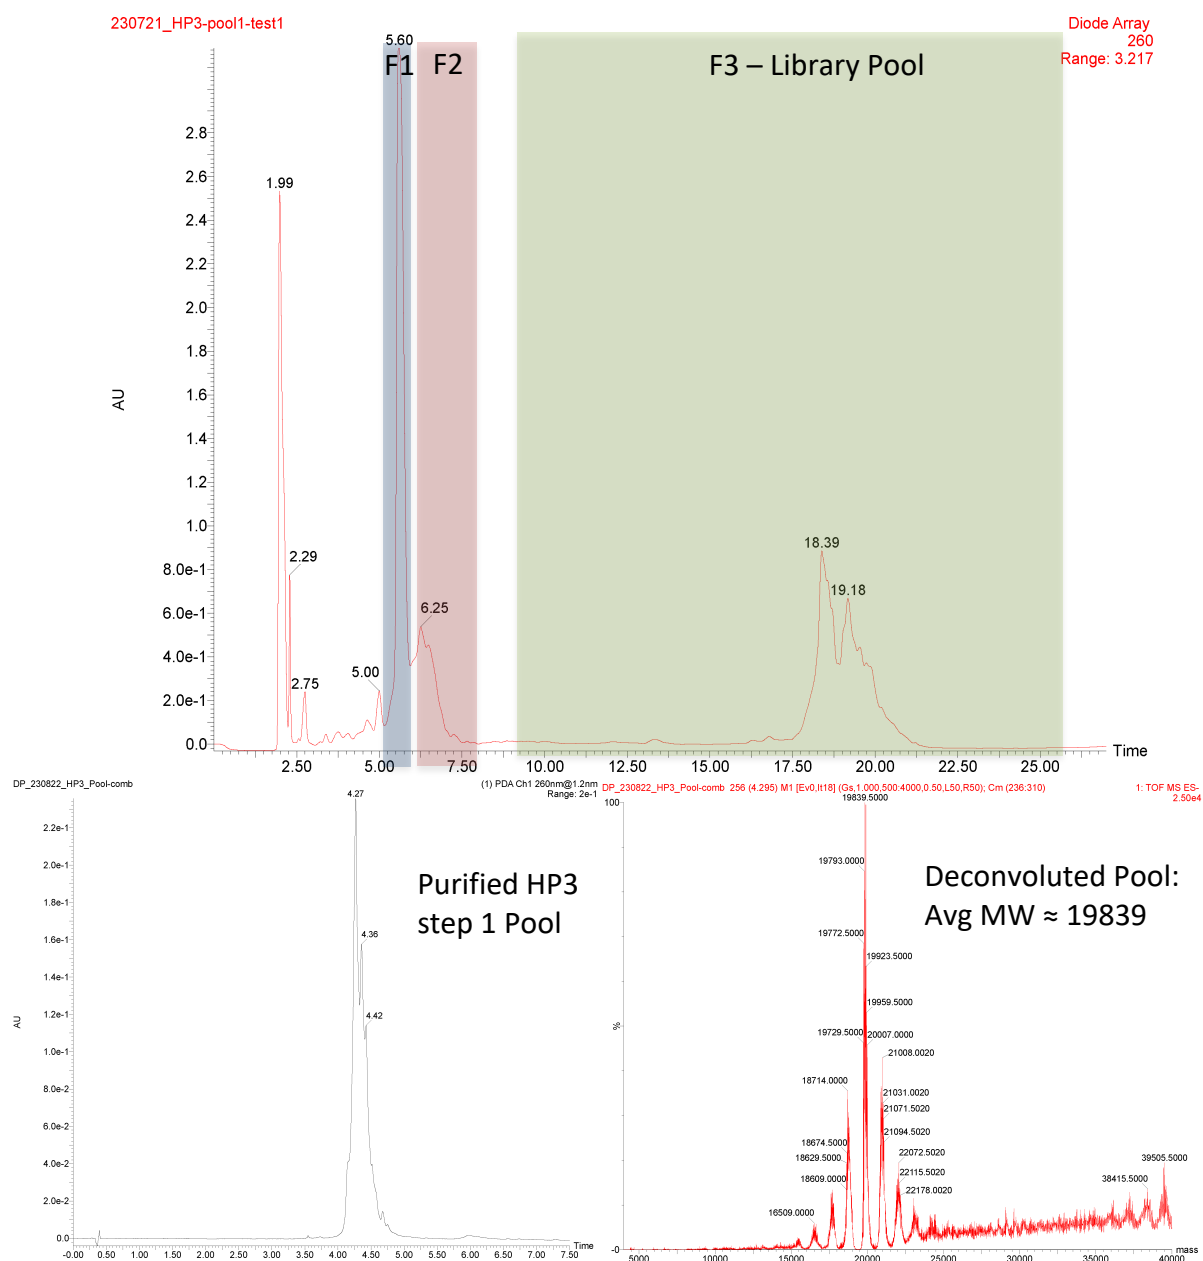 230721_HP3-pool1-test1
Diode Array
260
Range: 3.217
5.60
F1
F2
F3 – Library Pool
2.8
2.6
1.99
2.4
2.2
2.0
1.8
1.6
AU
1.4
1.2
1.0
18.39
2.29
8.0e-1
19.18
6.0e-1
6.25
4.0e-1
5.00
2.75
2.0e-1
0.0
Time
2.50
5.00
7.50
10.00
12.50
15.00
17.50
20.00
22.50
25.00
DP_230822_HP3_Pool-comb
(1) PDA Ch1 260nm@1.2nm
Range: 2e-1
4.27
2.2e-1
2.0e-1
1.8e-1
Purified HP3
step 1 Pool
1.6e-1
4.36
1.4e-1
1.2e-1
4.42
AU
1.0e-1
8.0e-2
6.0e-2
4.0e-2
2.0e-2
0.0
Time
-0.00
0.50
1.00
1.50
2.00
2.50
3.00
3.50
4.00
4.50
5.00
5.50
6.00
6.50
7.00
7.50
DP_230822_HP3_Pool-comb 256 (4.295) M1 [Ev0,It18] (Gs,1.000,500:4000,0.50,L50,R50); Cm (236:310)
1: TOF MS ES-
2.50e4
100
19839.5000
19793.0000
Deconvoluted Pool:
Avg MW ≈ 19839
19772.5000
19923.5000
19959.5000
%
19729.5000
20007.0000
21008.0020
18714.0000
21031.0020
21071.5020
21094.5020
18674.5000
18629.5000
18609.0000
22072.5020
22115.5020
22178.0020
39505.5000
38415.5000
16509.0000
-0
mass
5000
10000
15000
20000
25000
30000
35000
40000